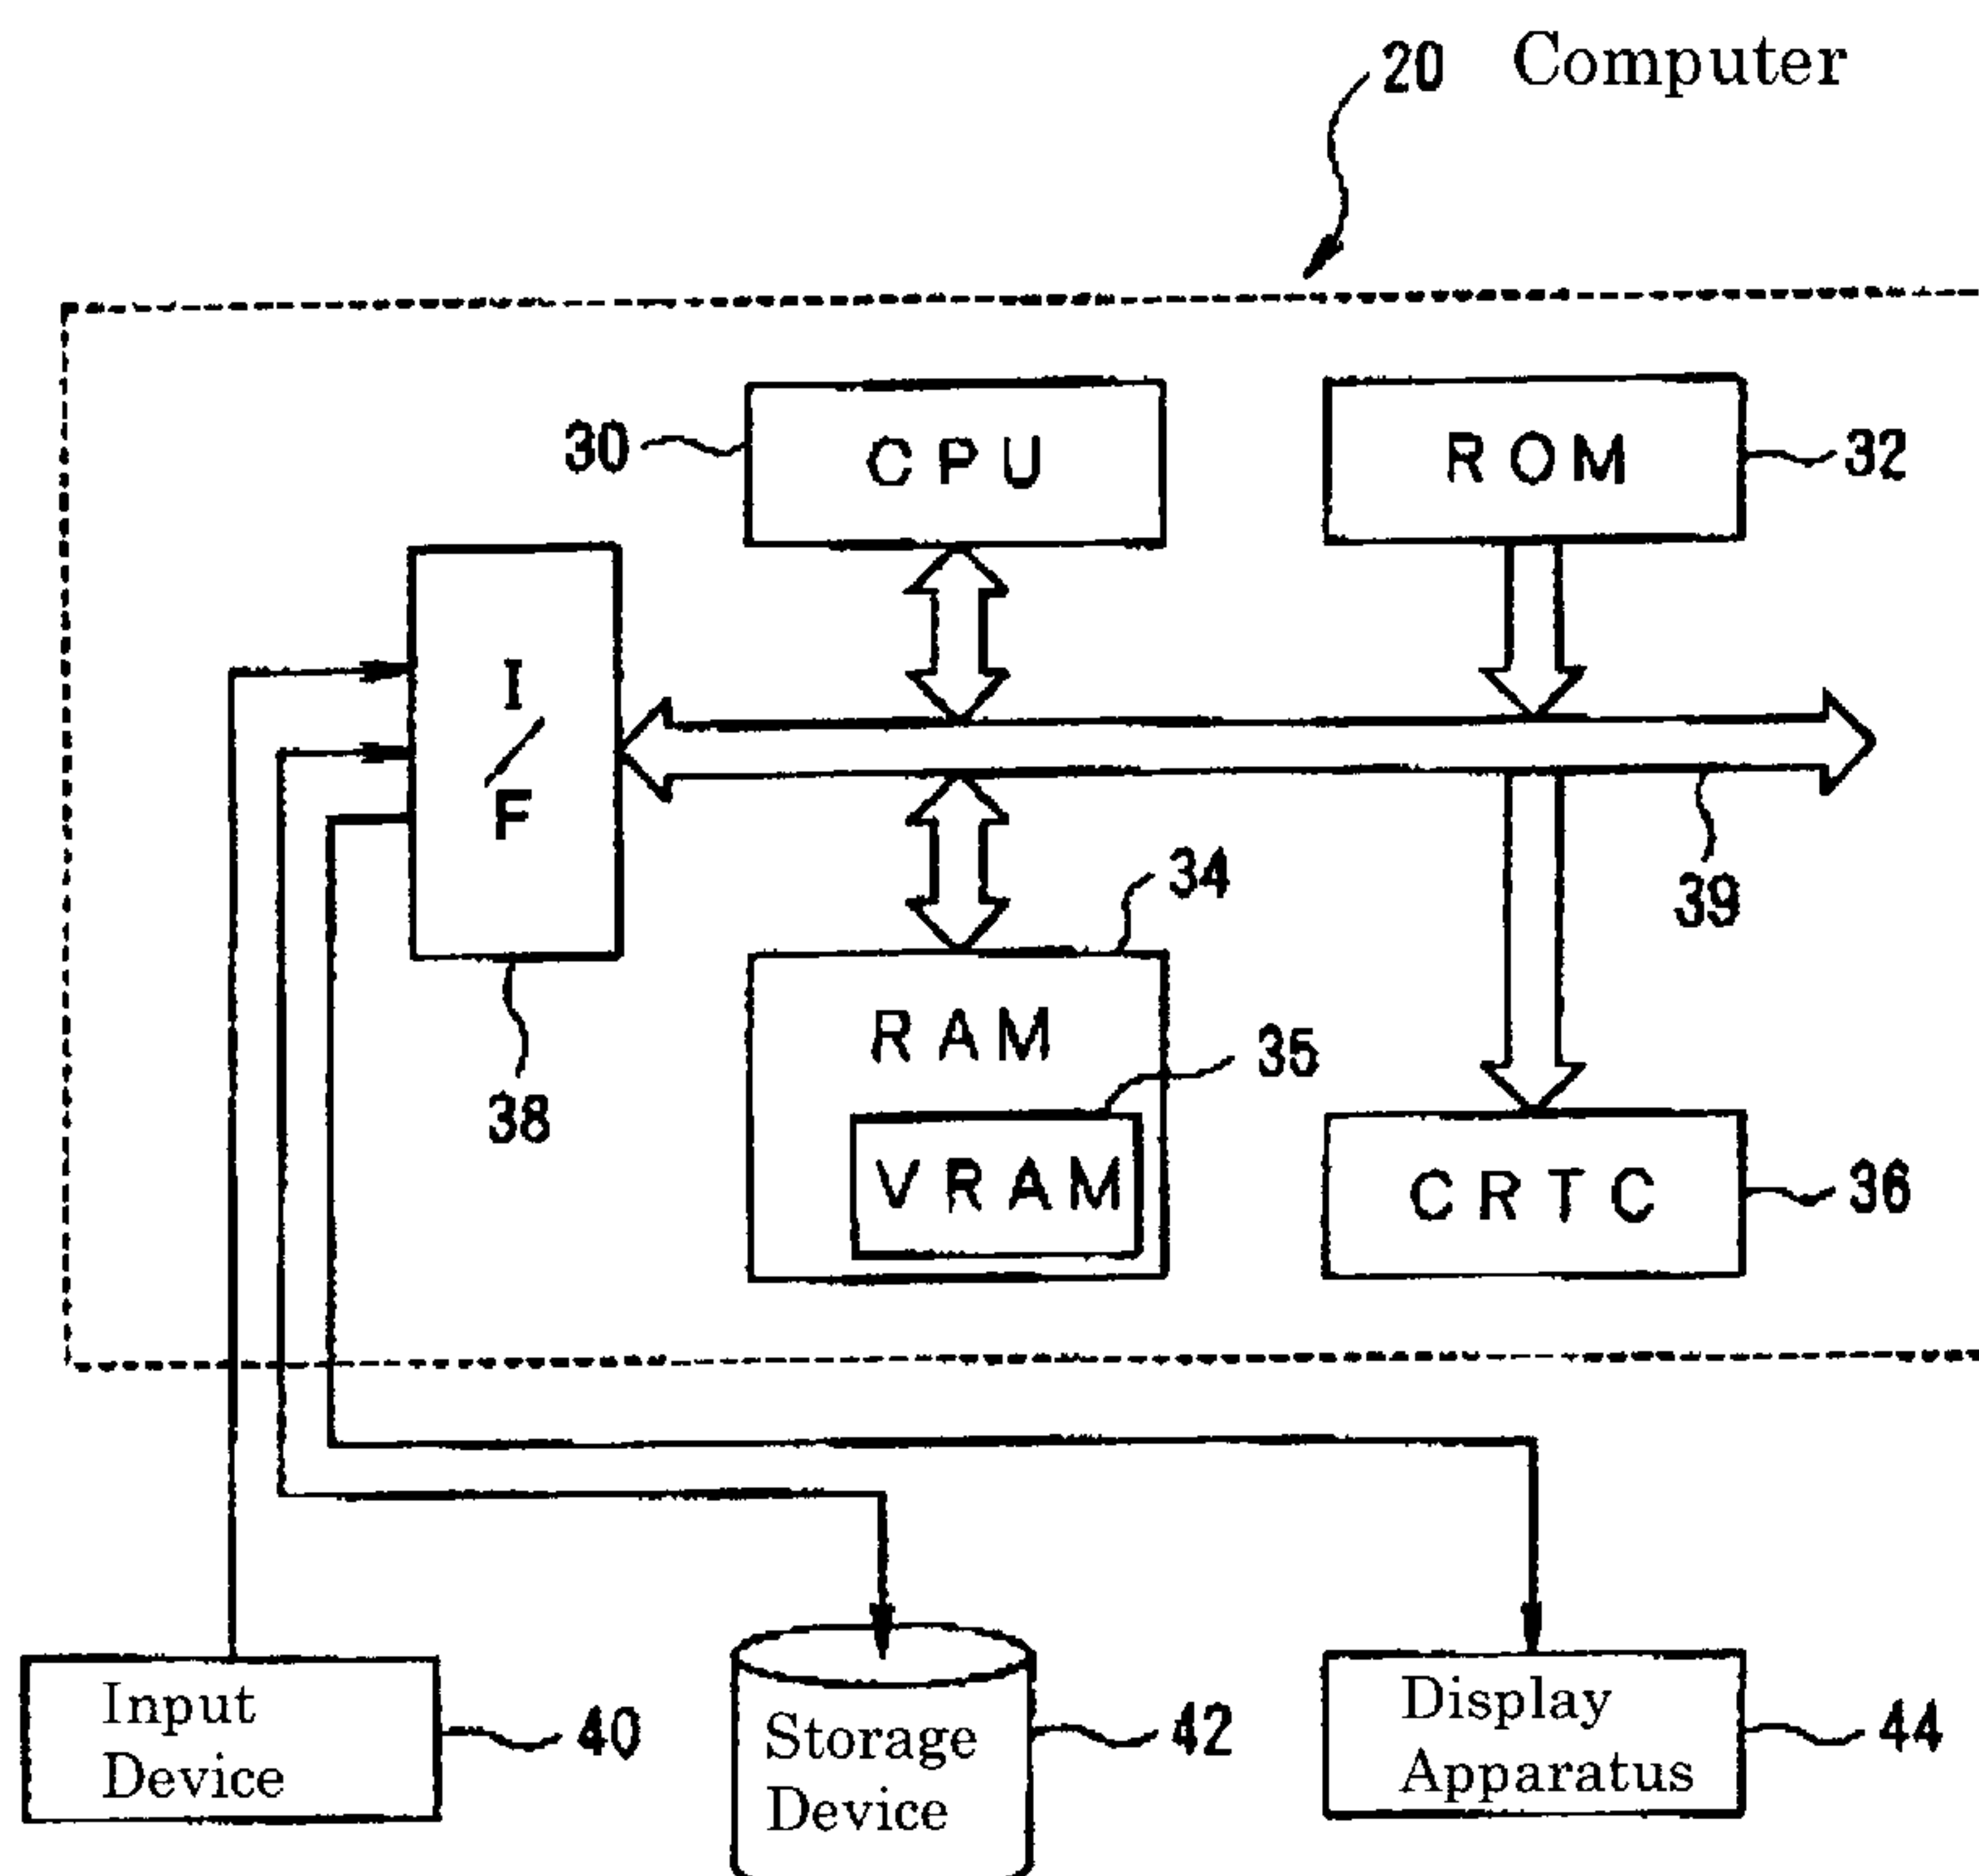 20 Computer
30 CPU
ROM 32
I/F
34
39
RAM
35
38
VRAM
CRTC 36
Input
Device
40
Storage
Device
42
Display
Apparatus
44